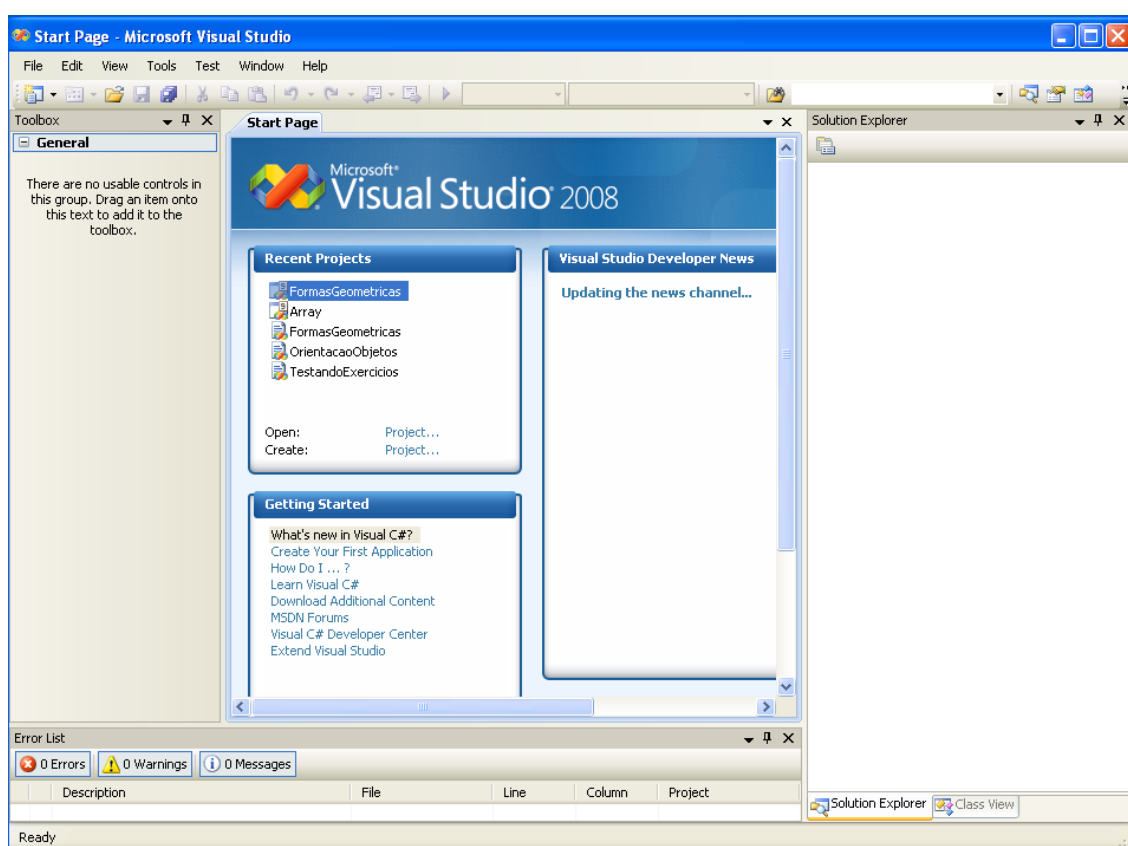 Start Page - Microsoft Visual Studio
File Edit View Tools Test Window Help
Toolbox
General
There are no usable controls in
this group. Drag an item onto
this text to add it to the
toolbox.
Start Page
Microsoft®
Visual Studio® 2008
Recent Projects
FormasGeometricas
Array
FormasGeometricas
OrientacaoObjetos
TestandoExercicios
Open: Project...
Create: Project...
Getting Started
What's new in Visual C#?
Create Your First Application
How Do I ... ?
Learn Visual C#
Download Additional Content
MSDN Forums
Visual C# Developer Center
Extend Visual Studio
Visual Studio Developer News
Updating the news channel...
Solution Explorer
Solution Explorer Class View
Error List
0 Errors 0 Warnings 0 Messages
Description File Line Column Project
Ready